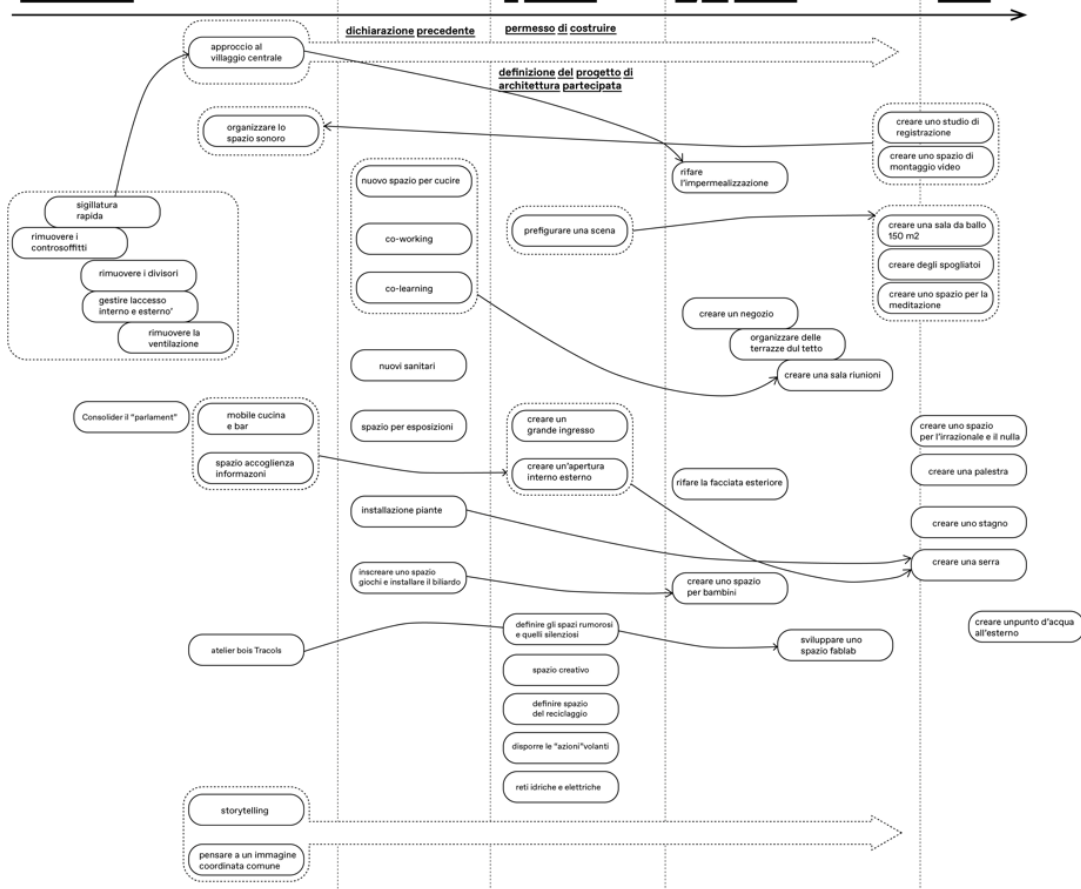 dichiarazione precedente
permesso di costruire
approccio al
villaggio centrale
definizione del progetto di
architettura partecipata
organizzare lo
spazio sonoro
creare uno studio di
registrazione
creare uno spazio di
montaggio video
rifare
l'impermealizzazione
nuovo spazio per cucire
sigillatura
rapida
rimuovere i
controsoffitti
rimuovere i divisori
gestire laccesso
interno e esterno'
rimuovere la
ventilazione
co-working
co-learning
prefigurare una scena
creare una sala da ballo
150 m2
creare degli spogliatoi
creare uno spazio per la
meditazione
creare un negozio
organizzare delle
terrazze dul tetto
creare una sala riunioni
nuovi sanitari
Consolider il "parlament"
mobile cucina
e bar
spazio accoglienza
informazoni
spazio per esposizioni
creare un
grande ingresso
creare un'apertura
interno esterno
rifare la facciata esteriore
creare uno spazio
per l'irrazionale e il nulla
creare una palestra
creare uno stagno
creare una serra
installazione piante
inscreare uno spazio
giochi e installare il biliardo
creare uno spazio
per bambini
creare unpunto d'acqua
all'esterno
atelier bois Tracols
definire gli spazi rumorosi
e quelli silenziosi
sviluppare uno
spazio fablab
spazio creativo
definire spazio
del reciclaggio
disporre le "azioni"volanti
reti idriche e elettriche
storytelling
pensare a un immagine
coordinata comune